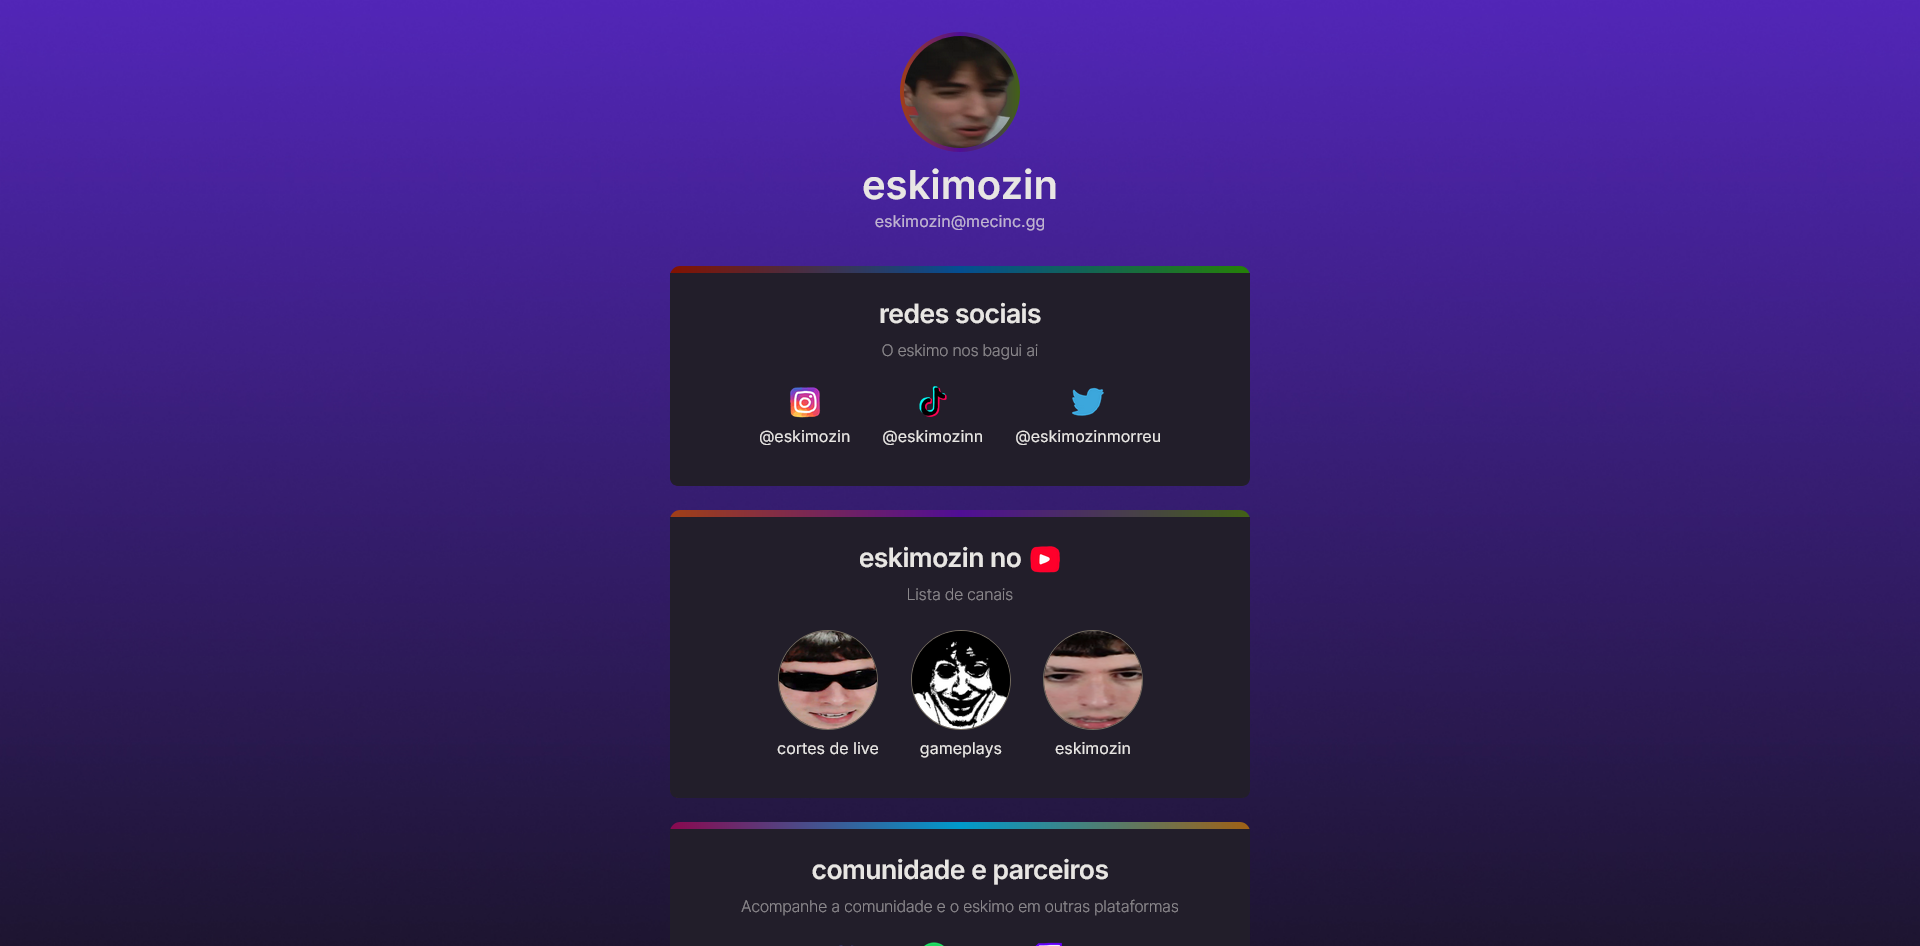 eskimozin
eskimozin@mecinc.gg
redes sociais
O eskimo nos bagui ai
@eskimozin
@eskimozinn
@eskimozinmorreu
eskimozin no
Lista de canais
cortes de live
gameplays
eskimozin
comunidade e parceiros
Acompanhe a comunidade e o eskimo em outras plataformas